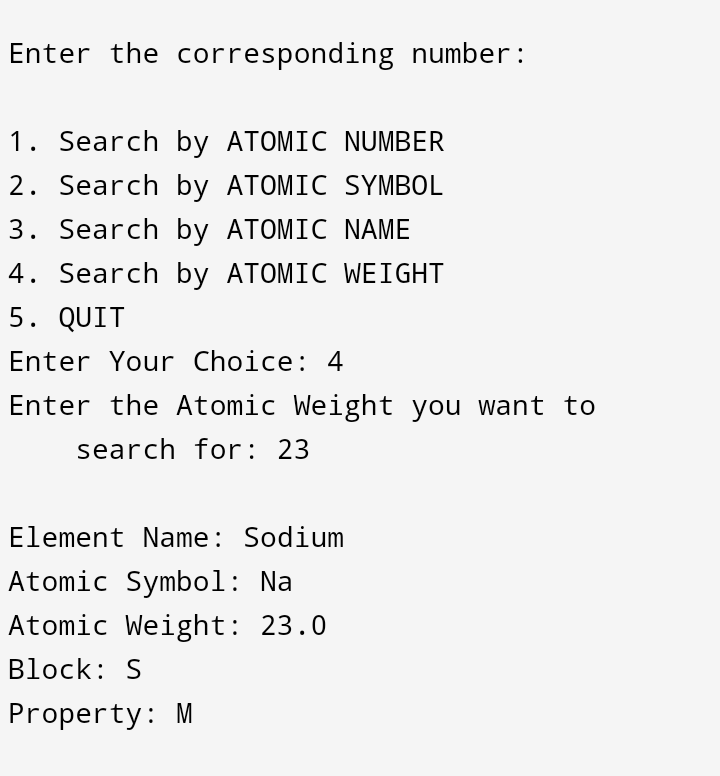 Enter the corresponding number:
1. Search by ATOMIC NUMBER
2. Search by ATOMIC SYMBOL
3. Search by ATOMIC NAME
4. Search by ATOMIC WEIGHT
5. QUIT
Enter Your Choice: 4
Enter the Atomic Weight you want to
search for: 23
Element Name: Sodium
Atomic Symbol: Na
Atomic Weight: 23.0
Block: S
Property: M